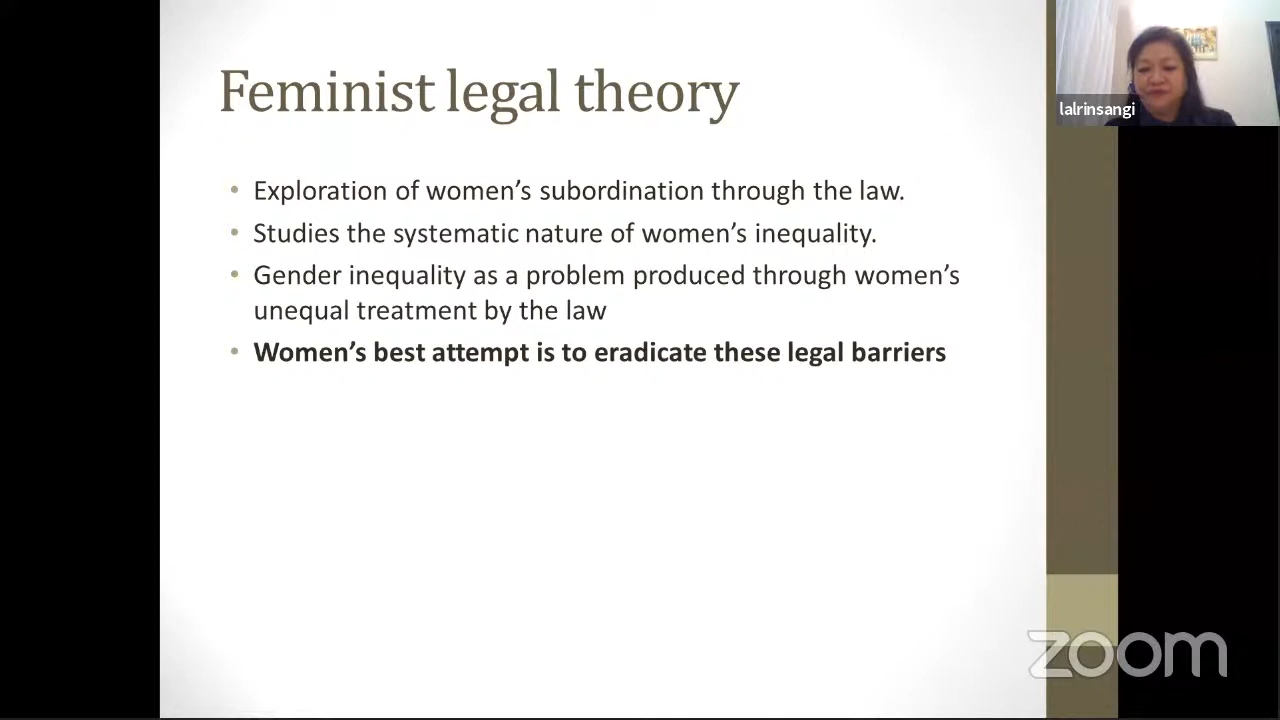 Feminist legal theory
• Exploration of women’s subordination through the law.
• Studies the systematic nature of women’s inequality.
• Gender inequality as a problem produced through women’s
unequal treatment by the law
• Women’s best attempt is to eradicate these legal barriers
lalrinsangi
zoom